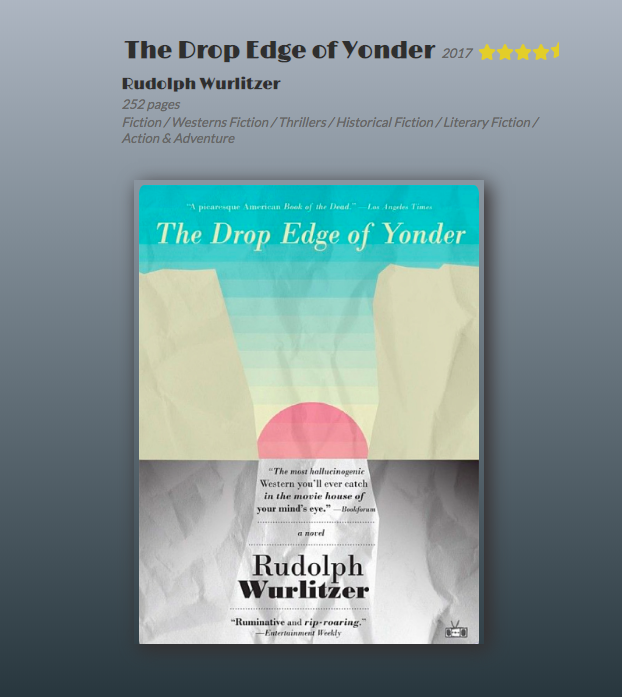 The Drop Edge of Yonder 2017
Rudolph Wurlitzer
252 pages
Fiction / Westerns Fiction / Thrillers / Historical Fiction / Literary Fiction /
Action & Adventure
"A picaresque American Book of the Dead." —Los Angeles Times
The Drop Edge of Yonder
"The most hallucinogenic
Western you'll ever catch
in the movie house of
your mind's eye." —Bookforum
a novel
Rudolph
Wurlitzer
"Ruminative and rip-roaring."
—Entertainment Weekly